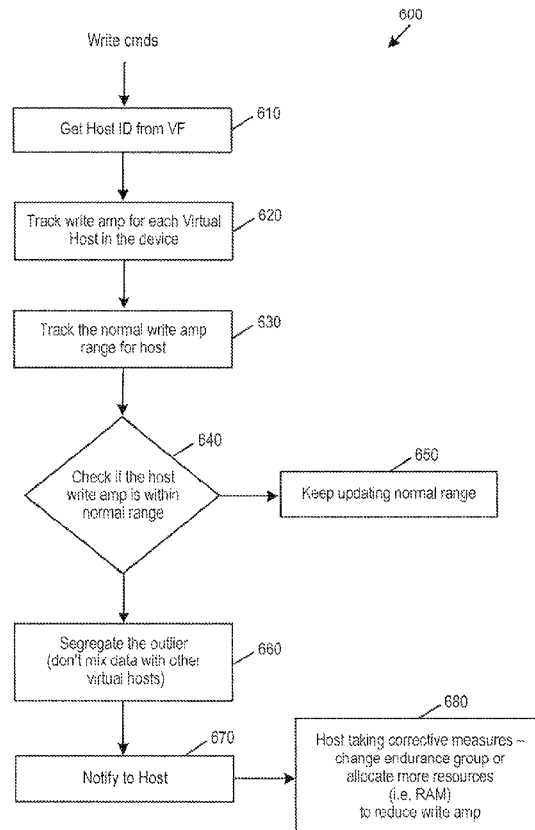 600
Write cmds
Get Host ID from VF
610
Track write amp for each Virtual
Host in the device
620
Track the normal write amp
range for host
630
640
Check if the host
write amp is within
normal range
650
Keep updating normal range
Segregate the outlier
(don't mix data with other
virtual hosts)
660
670
Notify to Host
680
Host taking corrective measures –
change endurance group or
allocate more resources
(i.e. RAM)
to reduce write amp